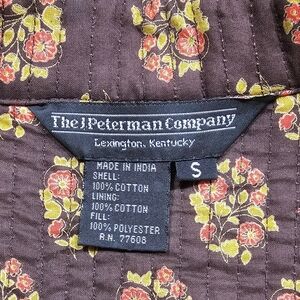 The J. Peterman Company
Lexington, Kentucky
MADE IN INDIA
SHELL:
100% COTTON
LINING:
100% COTTON
FILL:
100% POLYESTER
R.N. 77608
S